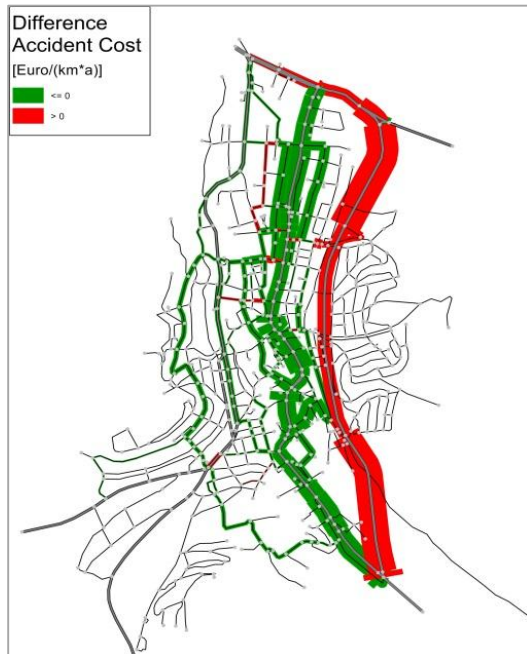 Difference
Accident Cost
[Euro/(km*a)]
<= 0
> 0